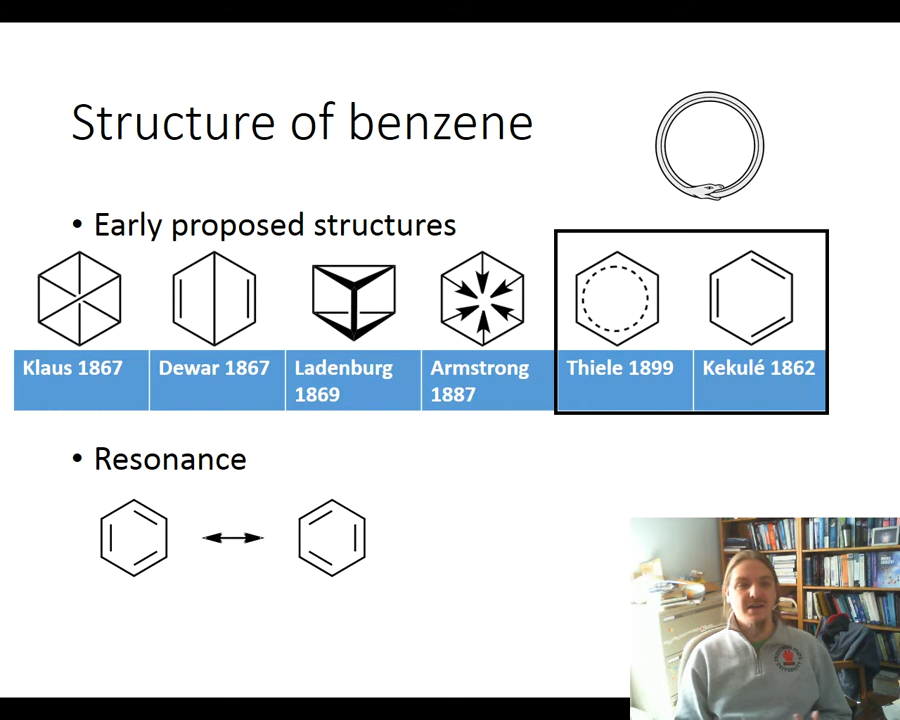 Structure of benzene
• Early proposed structures
Klaus 1867
Dewar 1867
Ladenburg
1869
Armstrong
1887
Thiele 1899
Kekulé 1862
• Resonance